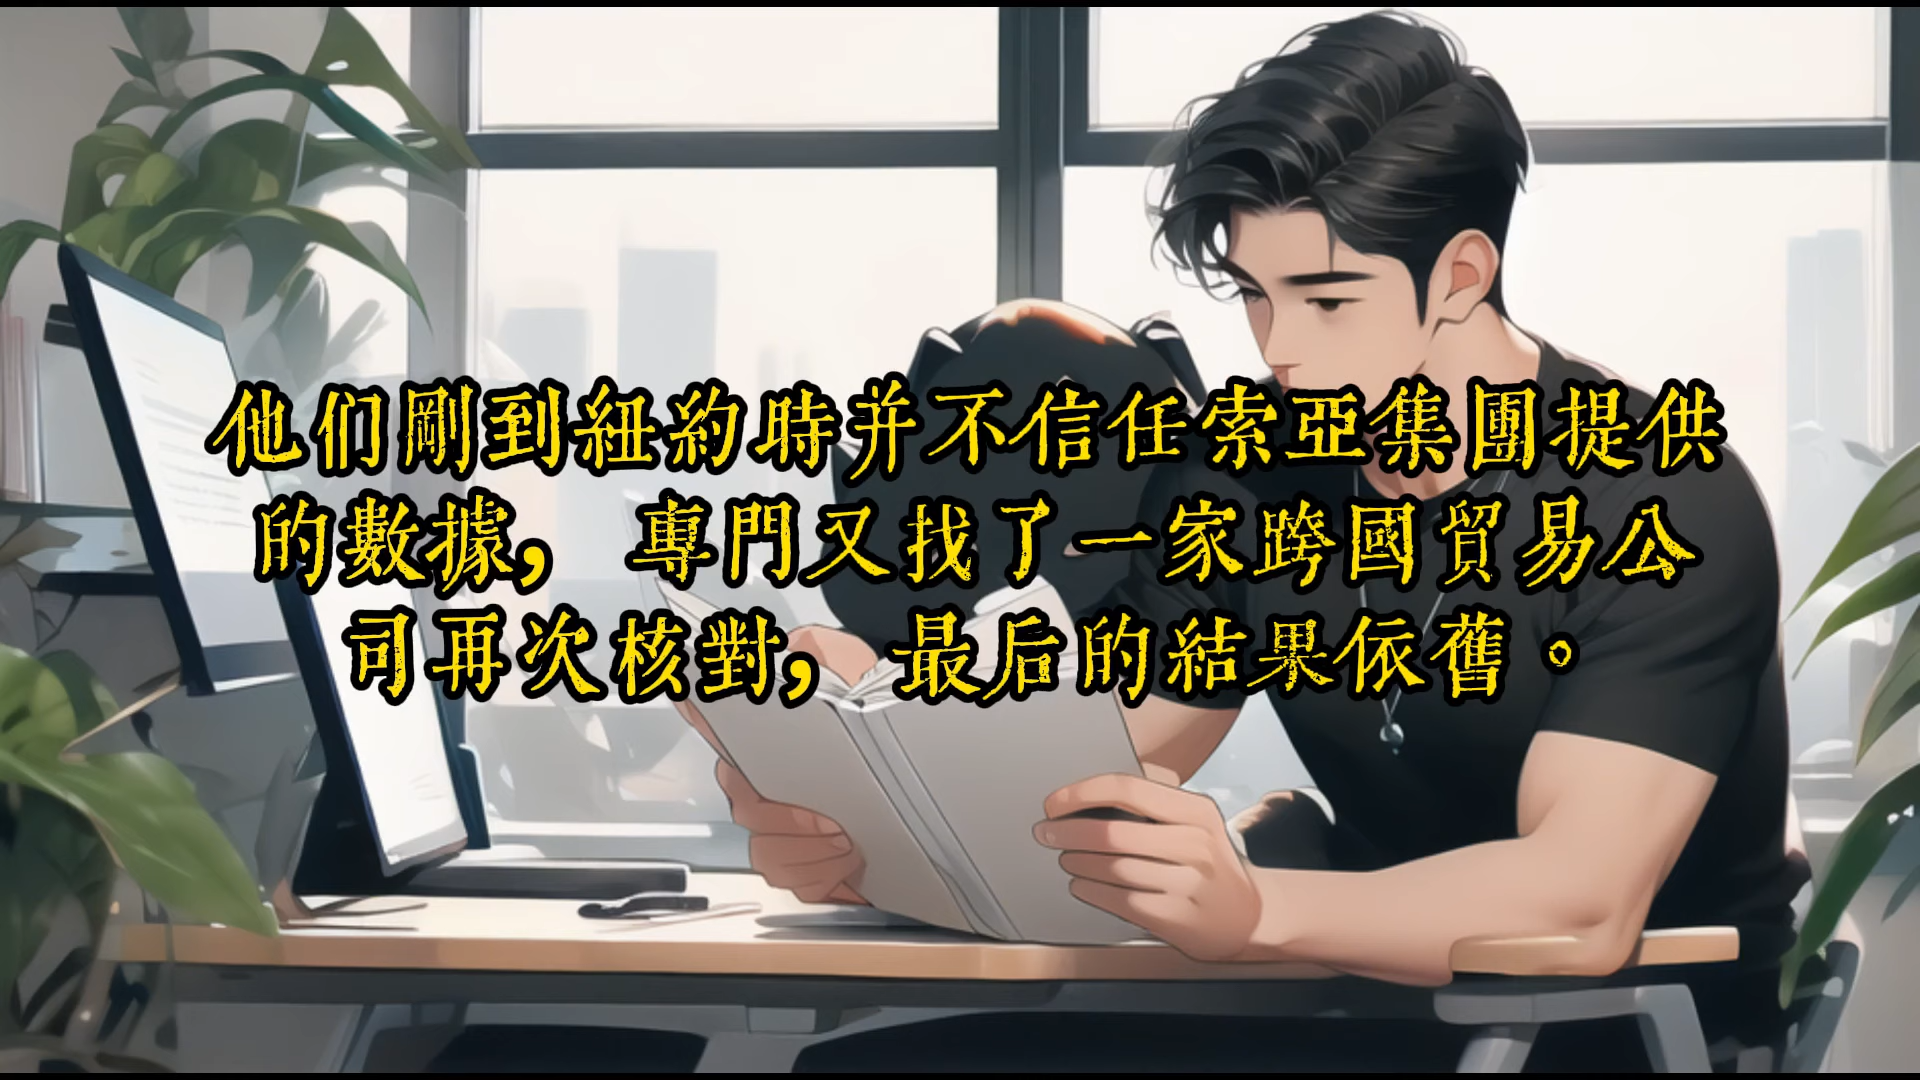 他们剛到紐約時并不信任索亞集團提供
的數據，專門又找了一家跨國貿易公
司再次核對，最后的結果依舊。